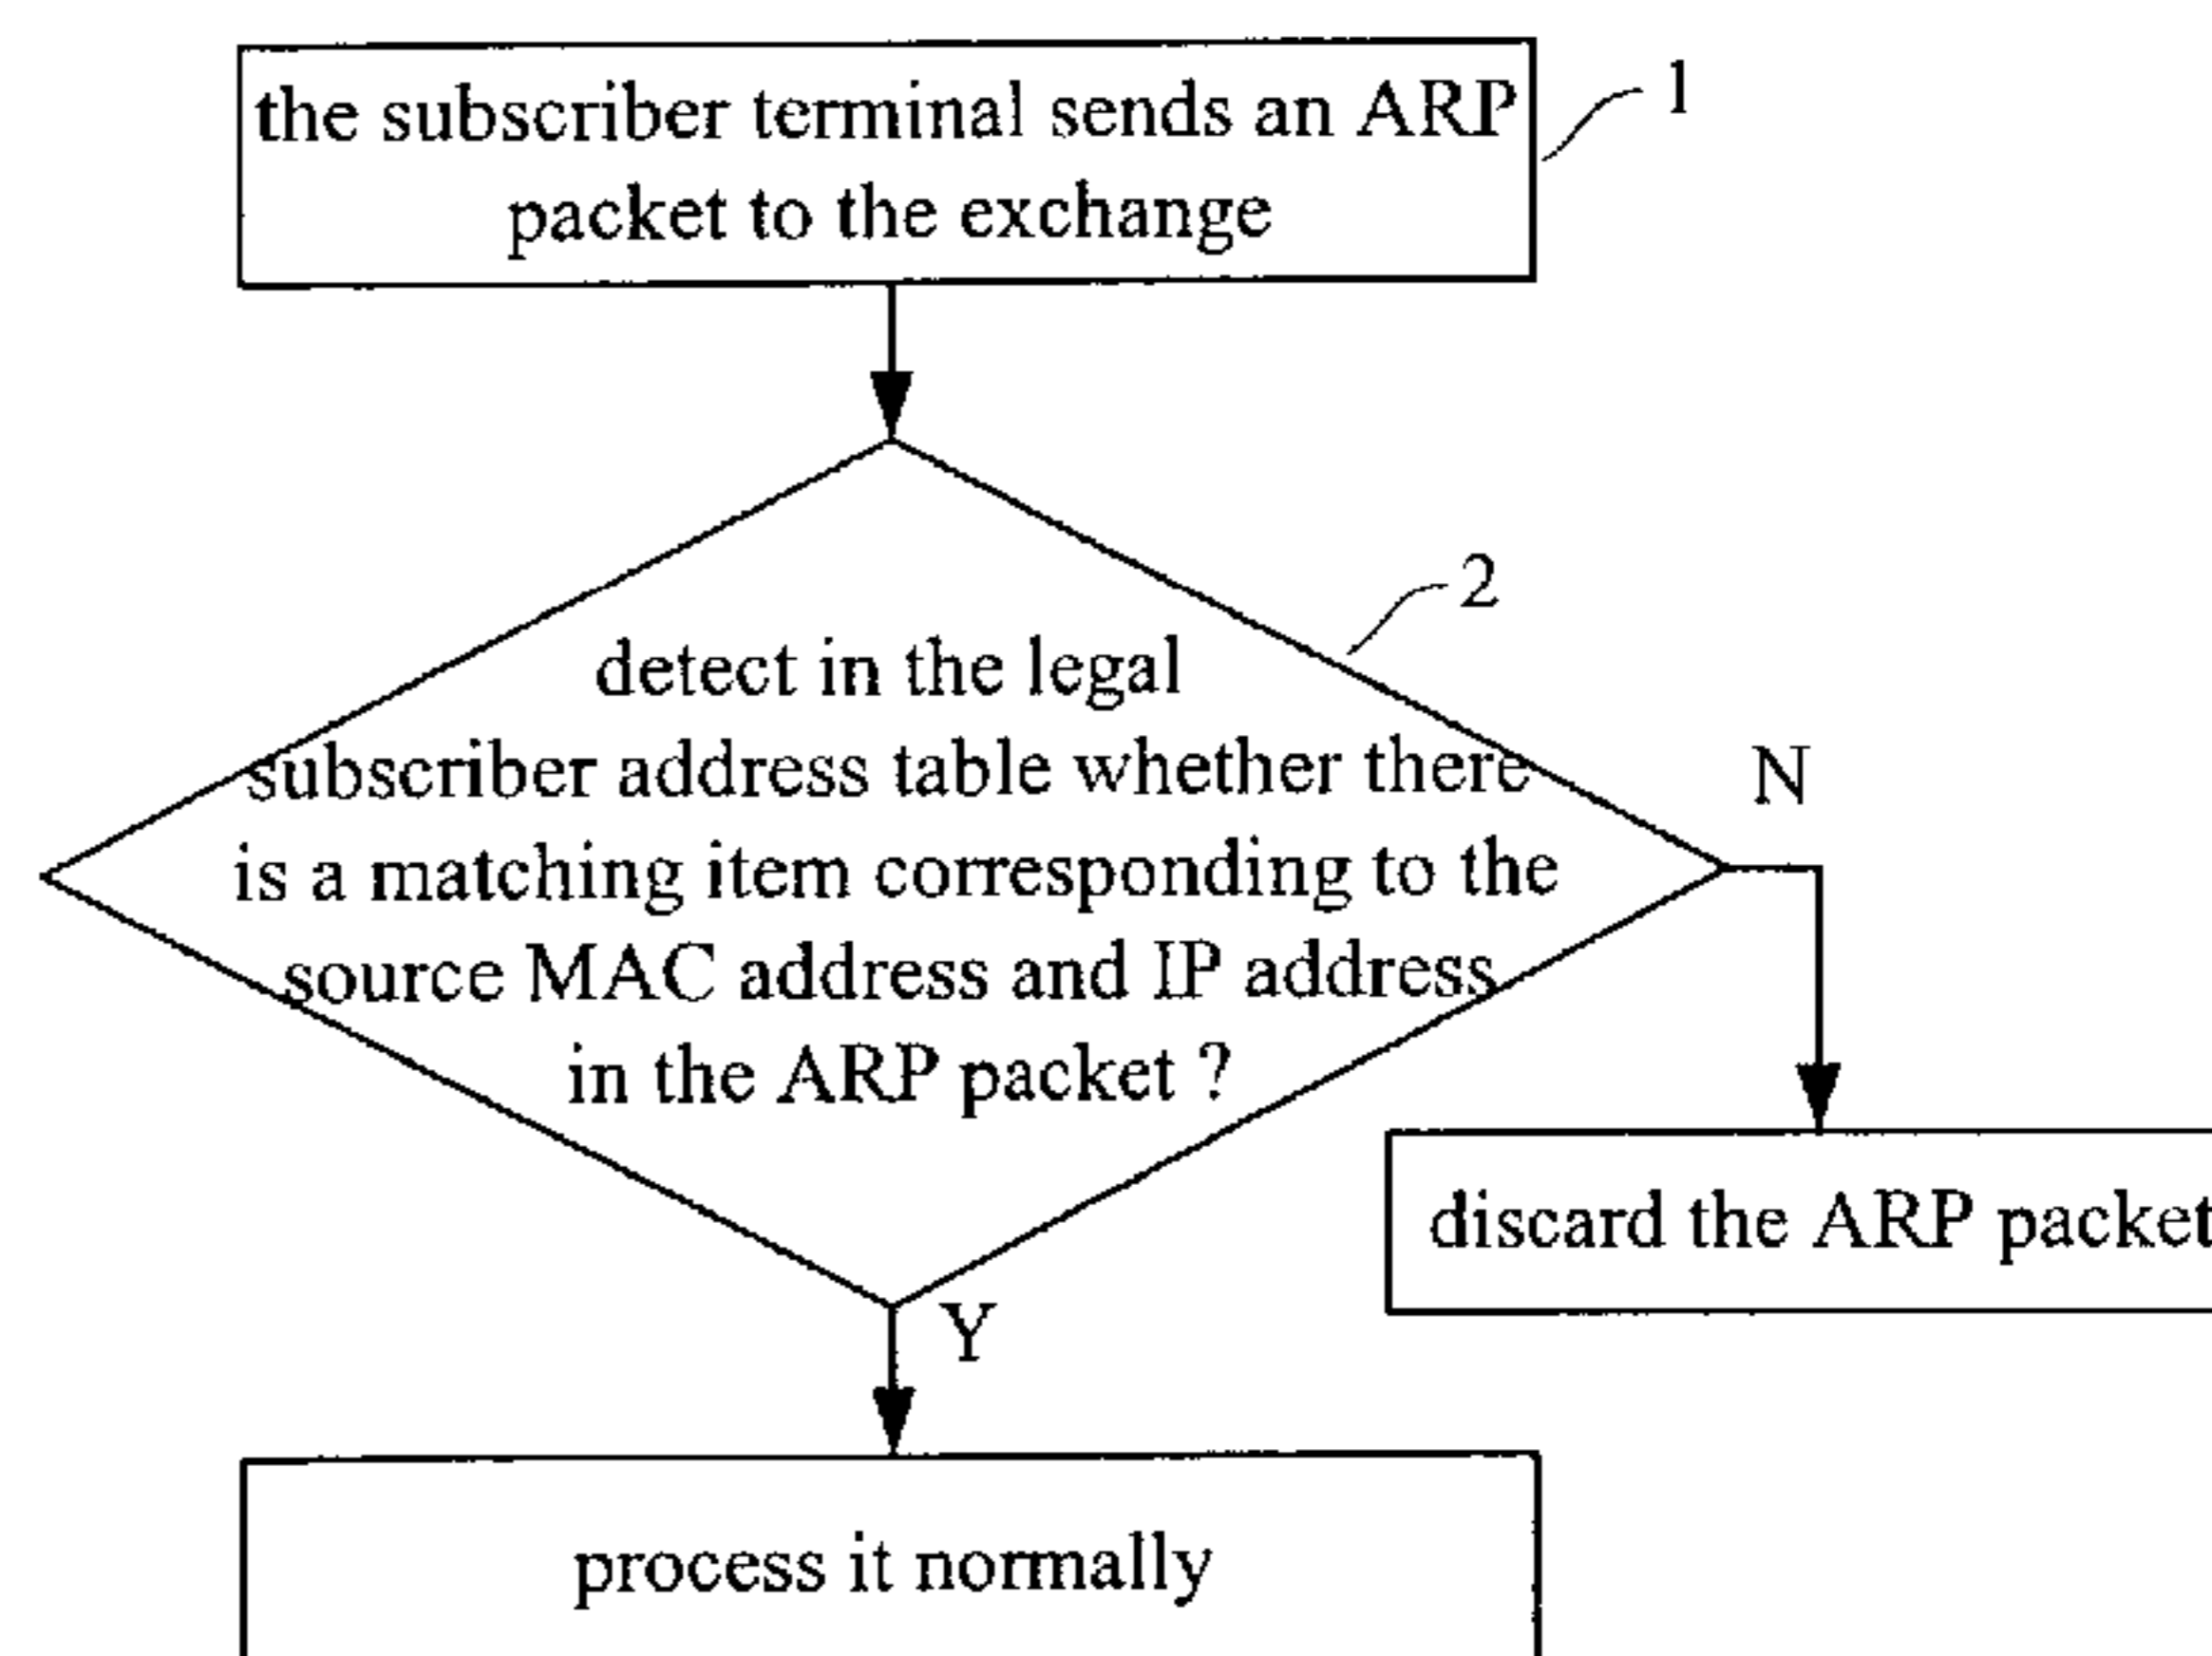 the subscriber terminal sends an ARP
packet to the exchange
1
2
detect in the legal
subscriber address table whether there
is a matching item corresponding to the
source MAC address and IP address
in the ARP packet ?
N
discard the ARP packet
Y
process it normally